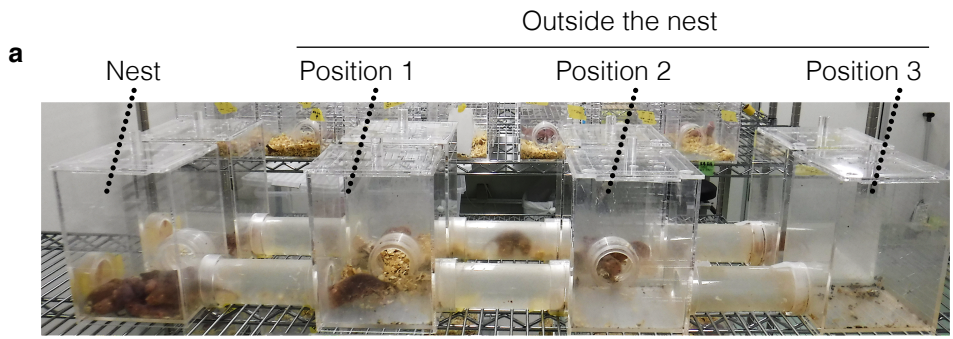 Outside the nest
a
Nest
Position 1
Position 2
Position 3